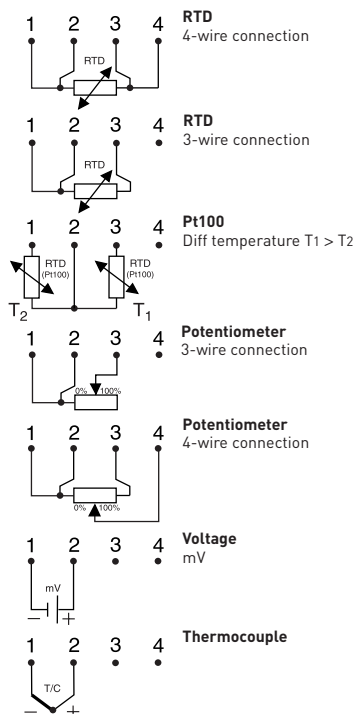 1 2 3 4
RTD
4-wire connection
RTD
1 2 3 4
RTD
3-wire connection
RTD
1 2 3 4
Pt100
Diff temperature T1 > T2
RTD
(Pt100)
RTD
(Pt100)
T2
T1
1 2 3 4
Potentiometer
3-wire connection
0% 100%
1 2 3 4
Potentiometer
4-wire connection
0% 100%
1 2 3 4
Voltage
mV
mV
− +
1 2 3 4
Thermocouple
T/C
− +